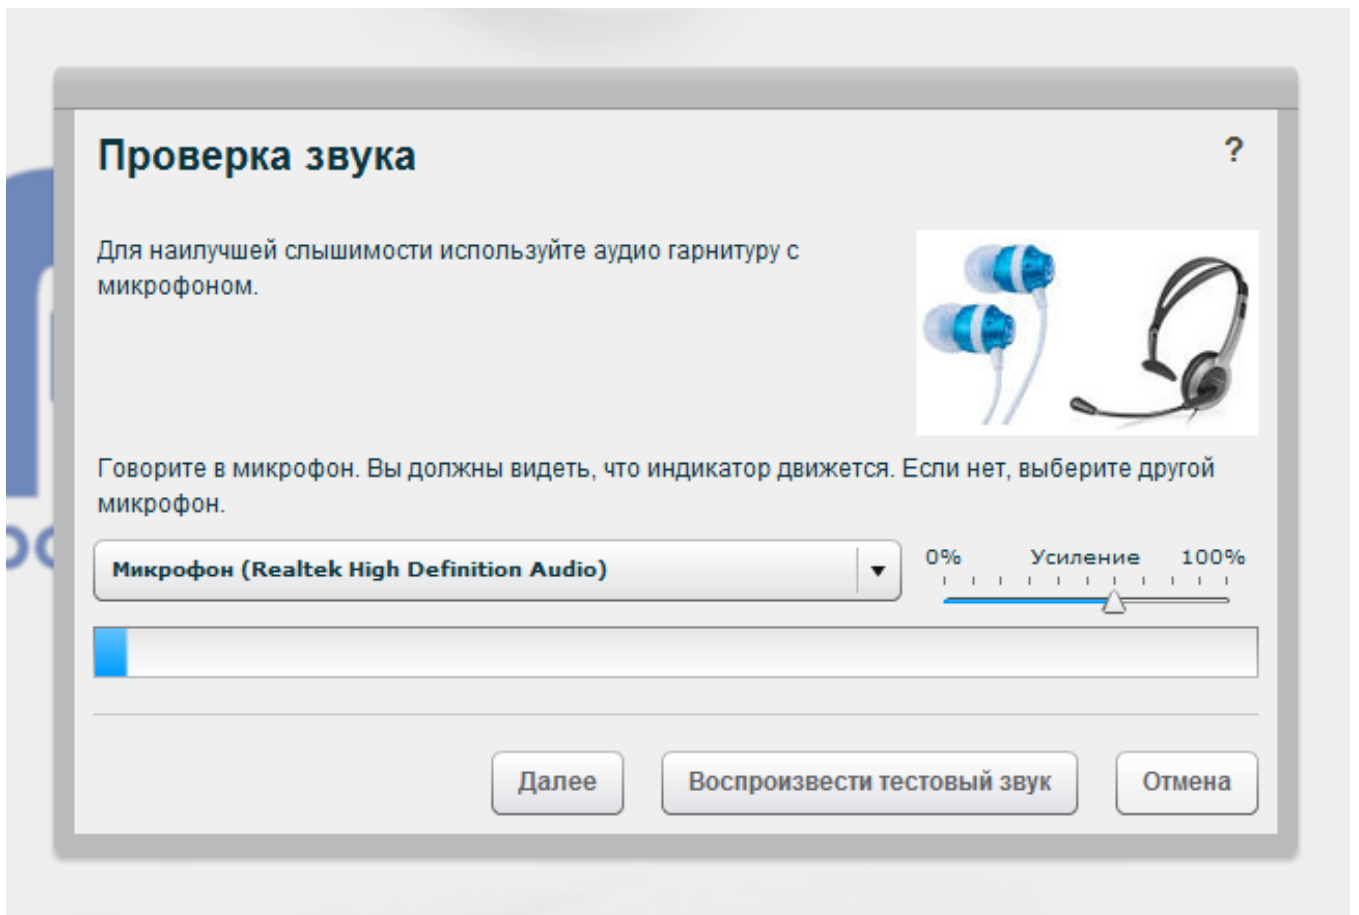 Проверка звука
?
Для наилучшей слышимости используйте аудио гарнитуру с
микрофоном.
Говорите в микрофон. Вы должны видеть, что индикатор движется. Если нет, выберите другой
микрофон.
Микрофон (Realtek High Definition Audio)
0% Усиление 100%
Далее
Воспроизвести тестовый звук
Отмена